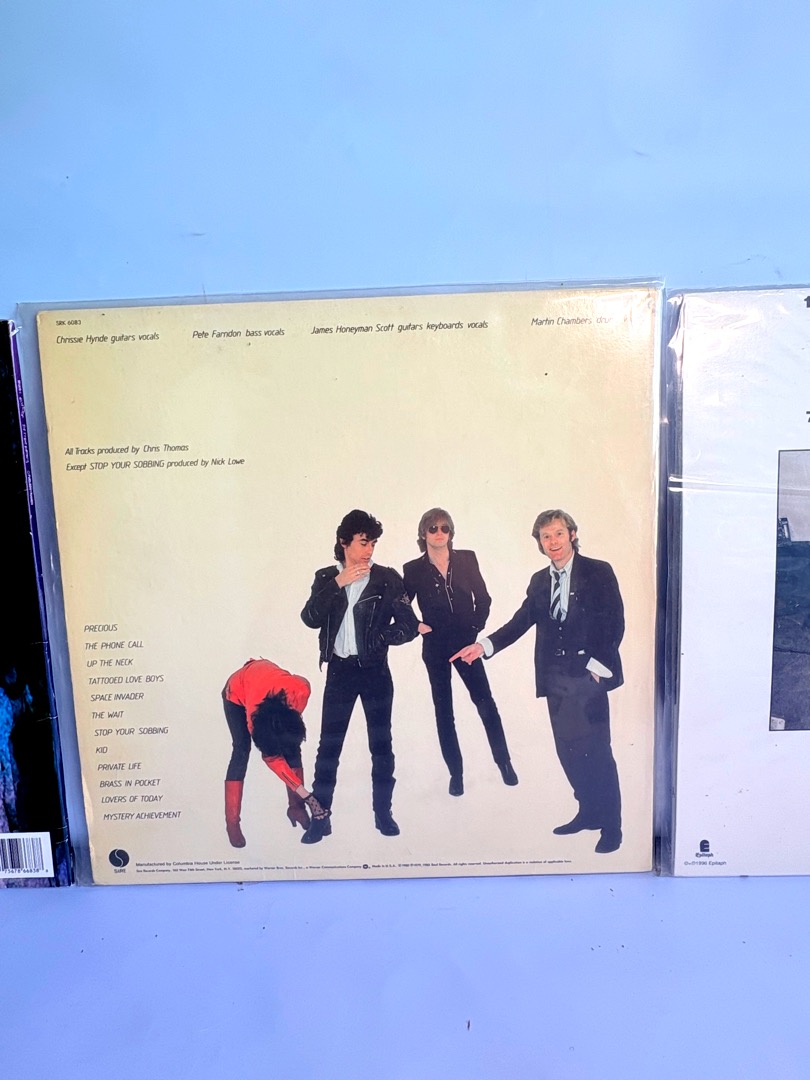 SRK 6083
Chrissie Hynde guitars vocals
Pete Farndon bass vocals
James Honeyman Scott guitars keyboards vocals
Martin Chambers
All Tracks produced by Chris Thomas
Except STOP YOUR SOBBING produced by Nick Lowe
PRECIOUS
THE PHONE CALL
UP THE NECK
TATTOOED LOVE BOYS
SPACE INVADER
THE WAIT
STOP YOUR SOBBING
KID
PRIVATE LIFE
BRASS IN POCKET
LOVERS OF TODAY
MYSTERY ACHIEVEMENT
SIRE
Manufactured by Columbia House Under License
Epitaph
1996 Epitaph